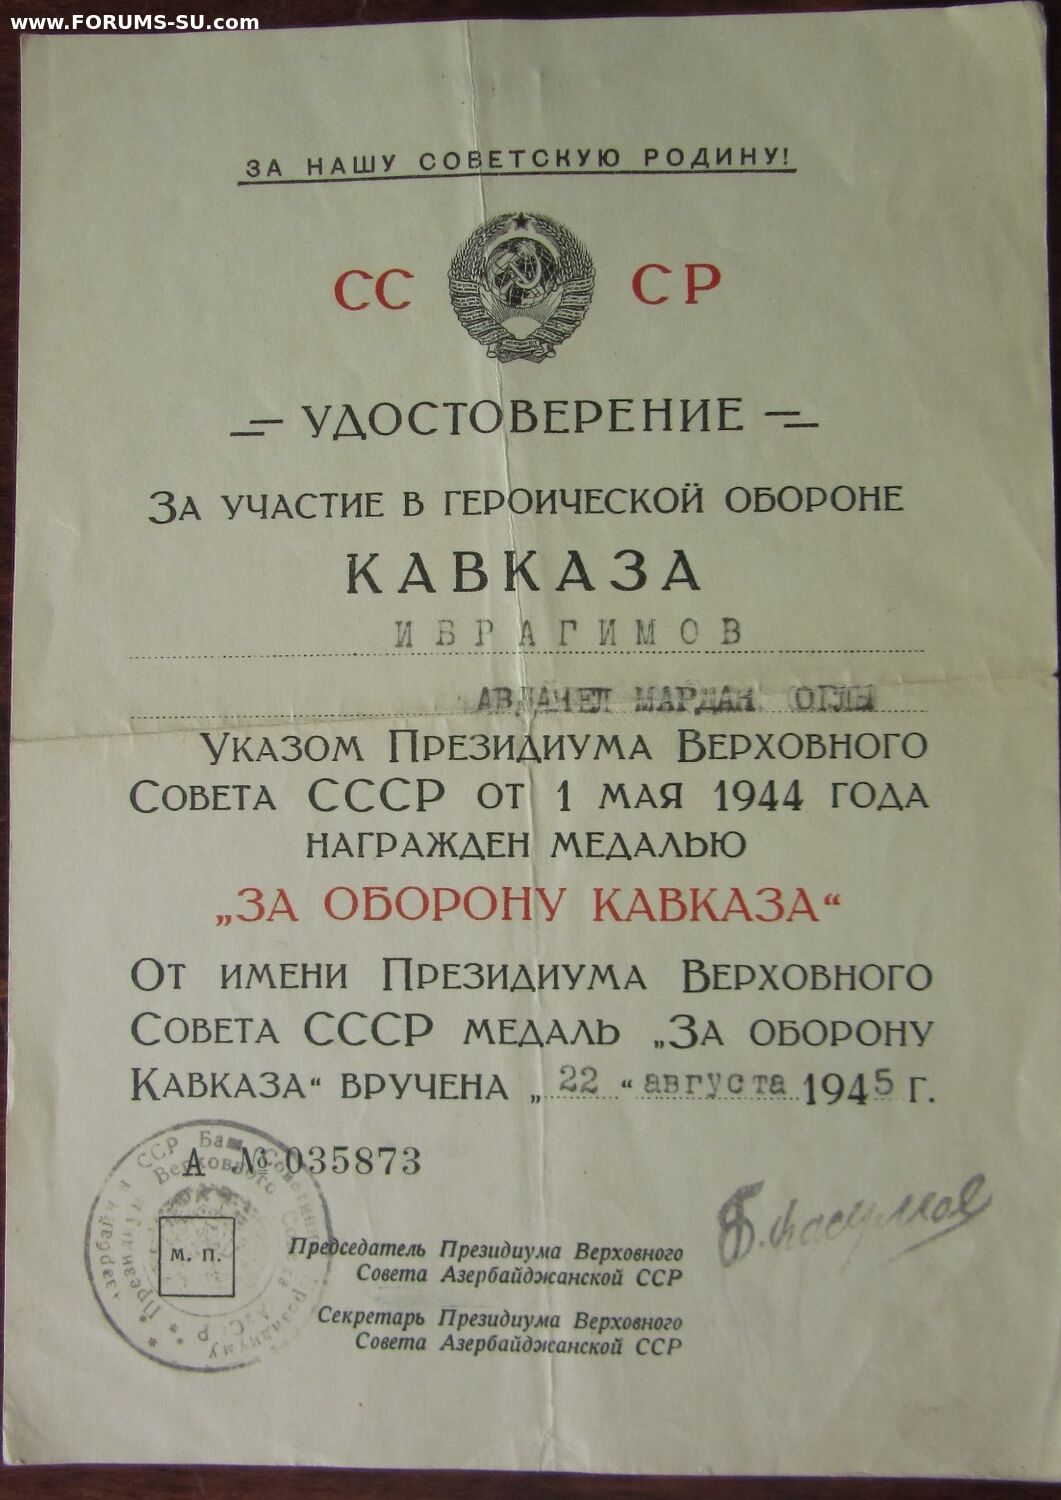 www.FORUMS-SU.com
ЗА НАШУ СОВЕТСКУЮ РОДИНУ!
СС СР
УДОСТОВЕРЕНИЕ
ЗА УЧАСТИЕ В ГЕРОИЧЕСКОЙ ОБОРОНЕ
КАВКАЗА
ИБРАГИМОВ
МАРДАН ОГЛЫ
УКАЗОМ ПРЕЗИДИУМА ВЕРХОВНОГО
СОВЕТА СССР ОТ 1 МАЯ 1944 ГОДА
НАГРАЖДЕН МЕДАЛЬЮ
„ЗА ОБОРОНУ КАВКАЗА“
ОТ ИМЕНИ ПРЕЗИДИУМА ВЕРХОВНОГО
СОВЕТА СССР МЕДАЛЬ „ЗА ОБОРОНУ
КАВКАЗА“ ВРУЧЕНА „22“ августа 1945 Г.
А № 035873
м. п.
Председатель Президиума Верховного
Совета Азербайджанской ССР
Секретарь Президиума Верховного
Совета Азербайджанской ССР